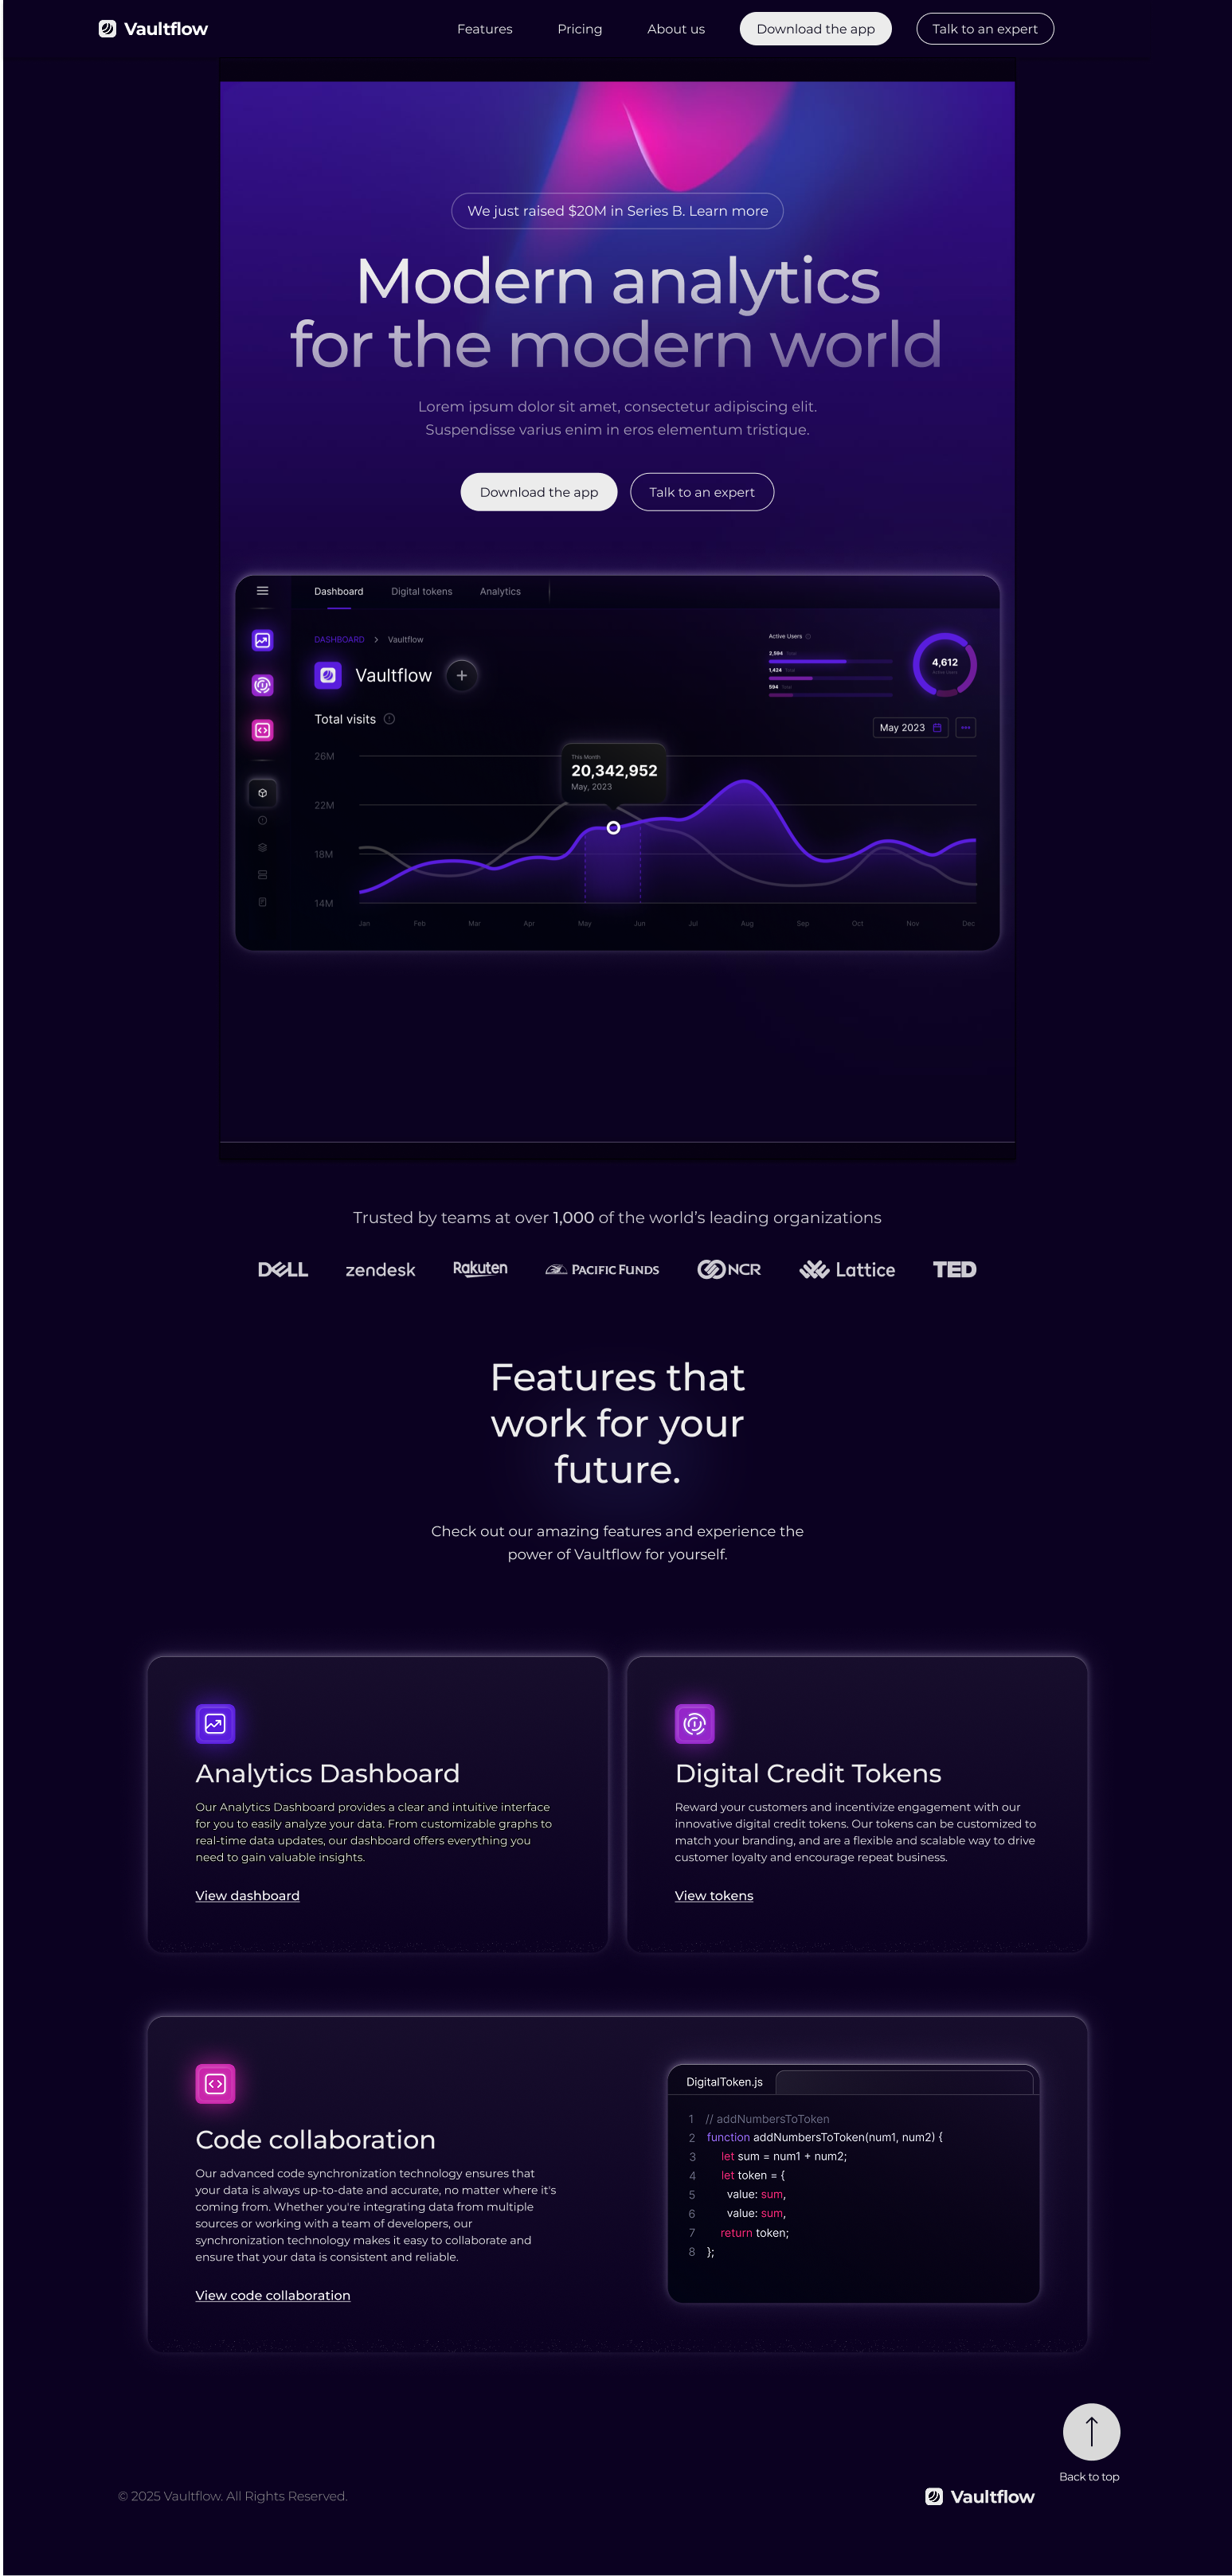 Vaultflow
Features
Pricing
About us
Download the app
Talk to an expert
We just raised $20M in Series B. Learn more
Modern analytics
for the modern world
Lorem ipsum dolor sit amet, consectetur adipiscing elit.
Suspendisse varius enim in eros elementum tristique.
Download the app
Talk to an expert
Dashboard
Digital tokens
Analytics
DASHBOARD > Vaultflow
Vaultflow
Active Users
2,594
1,434
594
4,612
Active Users
Total visits
May 2023
26M
22M
18M
14M
This Month
20,342,952
May, 2023
Jan Feb Mar Apr May Jun Jul Aug Sep Oct Nov Dec
Trusted by teams at over 1,000 of the world’s leading organizations
DELL
zendesk
Rakuten
PACIFIC FUNDS
NCR
Lattice
TED
Features that
work for your
future.
Check out our amazing features and experience the
power of Vaultflow for yourself.
Analytics Dashboard
Our Analytics Dashboard provides a clear and intuitive interface
for you to easily analyze your data. From customizable graphs to
real-time data updates, our dashboard offers everything you
need to gain valuable insights.
View dashboard
Digital Credit Tokens
Reward your customers and incentivize engagement with our
innovative digital credit tokens. Our tokens can be customized to
match your branding, and are a flexible and scalable way to drive
customer loyalty and encourage repeat business.
View tokens
Code collaboration
Our advanced code synchronization technology ensures that
your data is always up-to-date and accurate, no matter where it's
coming from. Whether you're integrating data from multiple
sources or working with a team of developers, our
synchronization technology makes it easy to collaborate and
ensure that your data is consistent and reliable.
View code collaboration
DigitalToken.js
1 // addNumbersToToken
2 function addNumbersToToken(num1, num2) {
3 let sum = num1 + num2;
4 let token = {
5 value: sum,
6 value: sum,
7 return token;
8 };
Back to top
© 2025 Vaultflow. All Rights Reserved.
Vaultflow